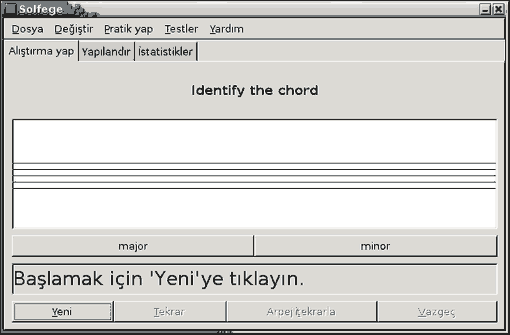 Solfege
Dosya Değiştir Pratik yap Testler Yardım
Alıştırma yap Yapılandır İstatistikler
Identify the chord
major minor
Başlamak için 'Yeni'ye tıklayın.
Yeni Tekrar Arpej tekrarla Vazgeç